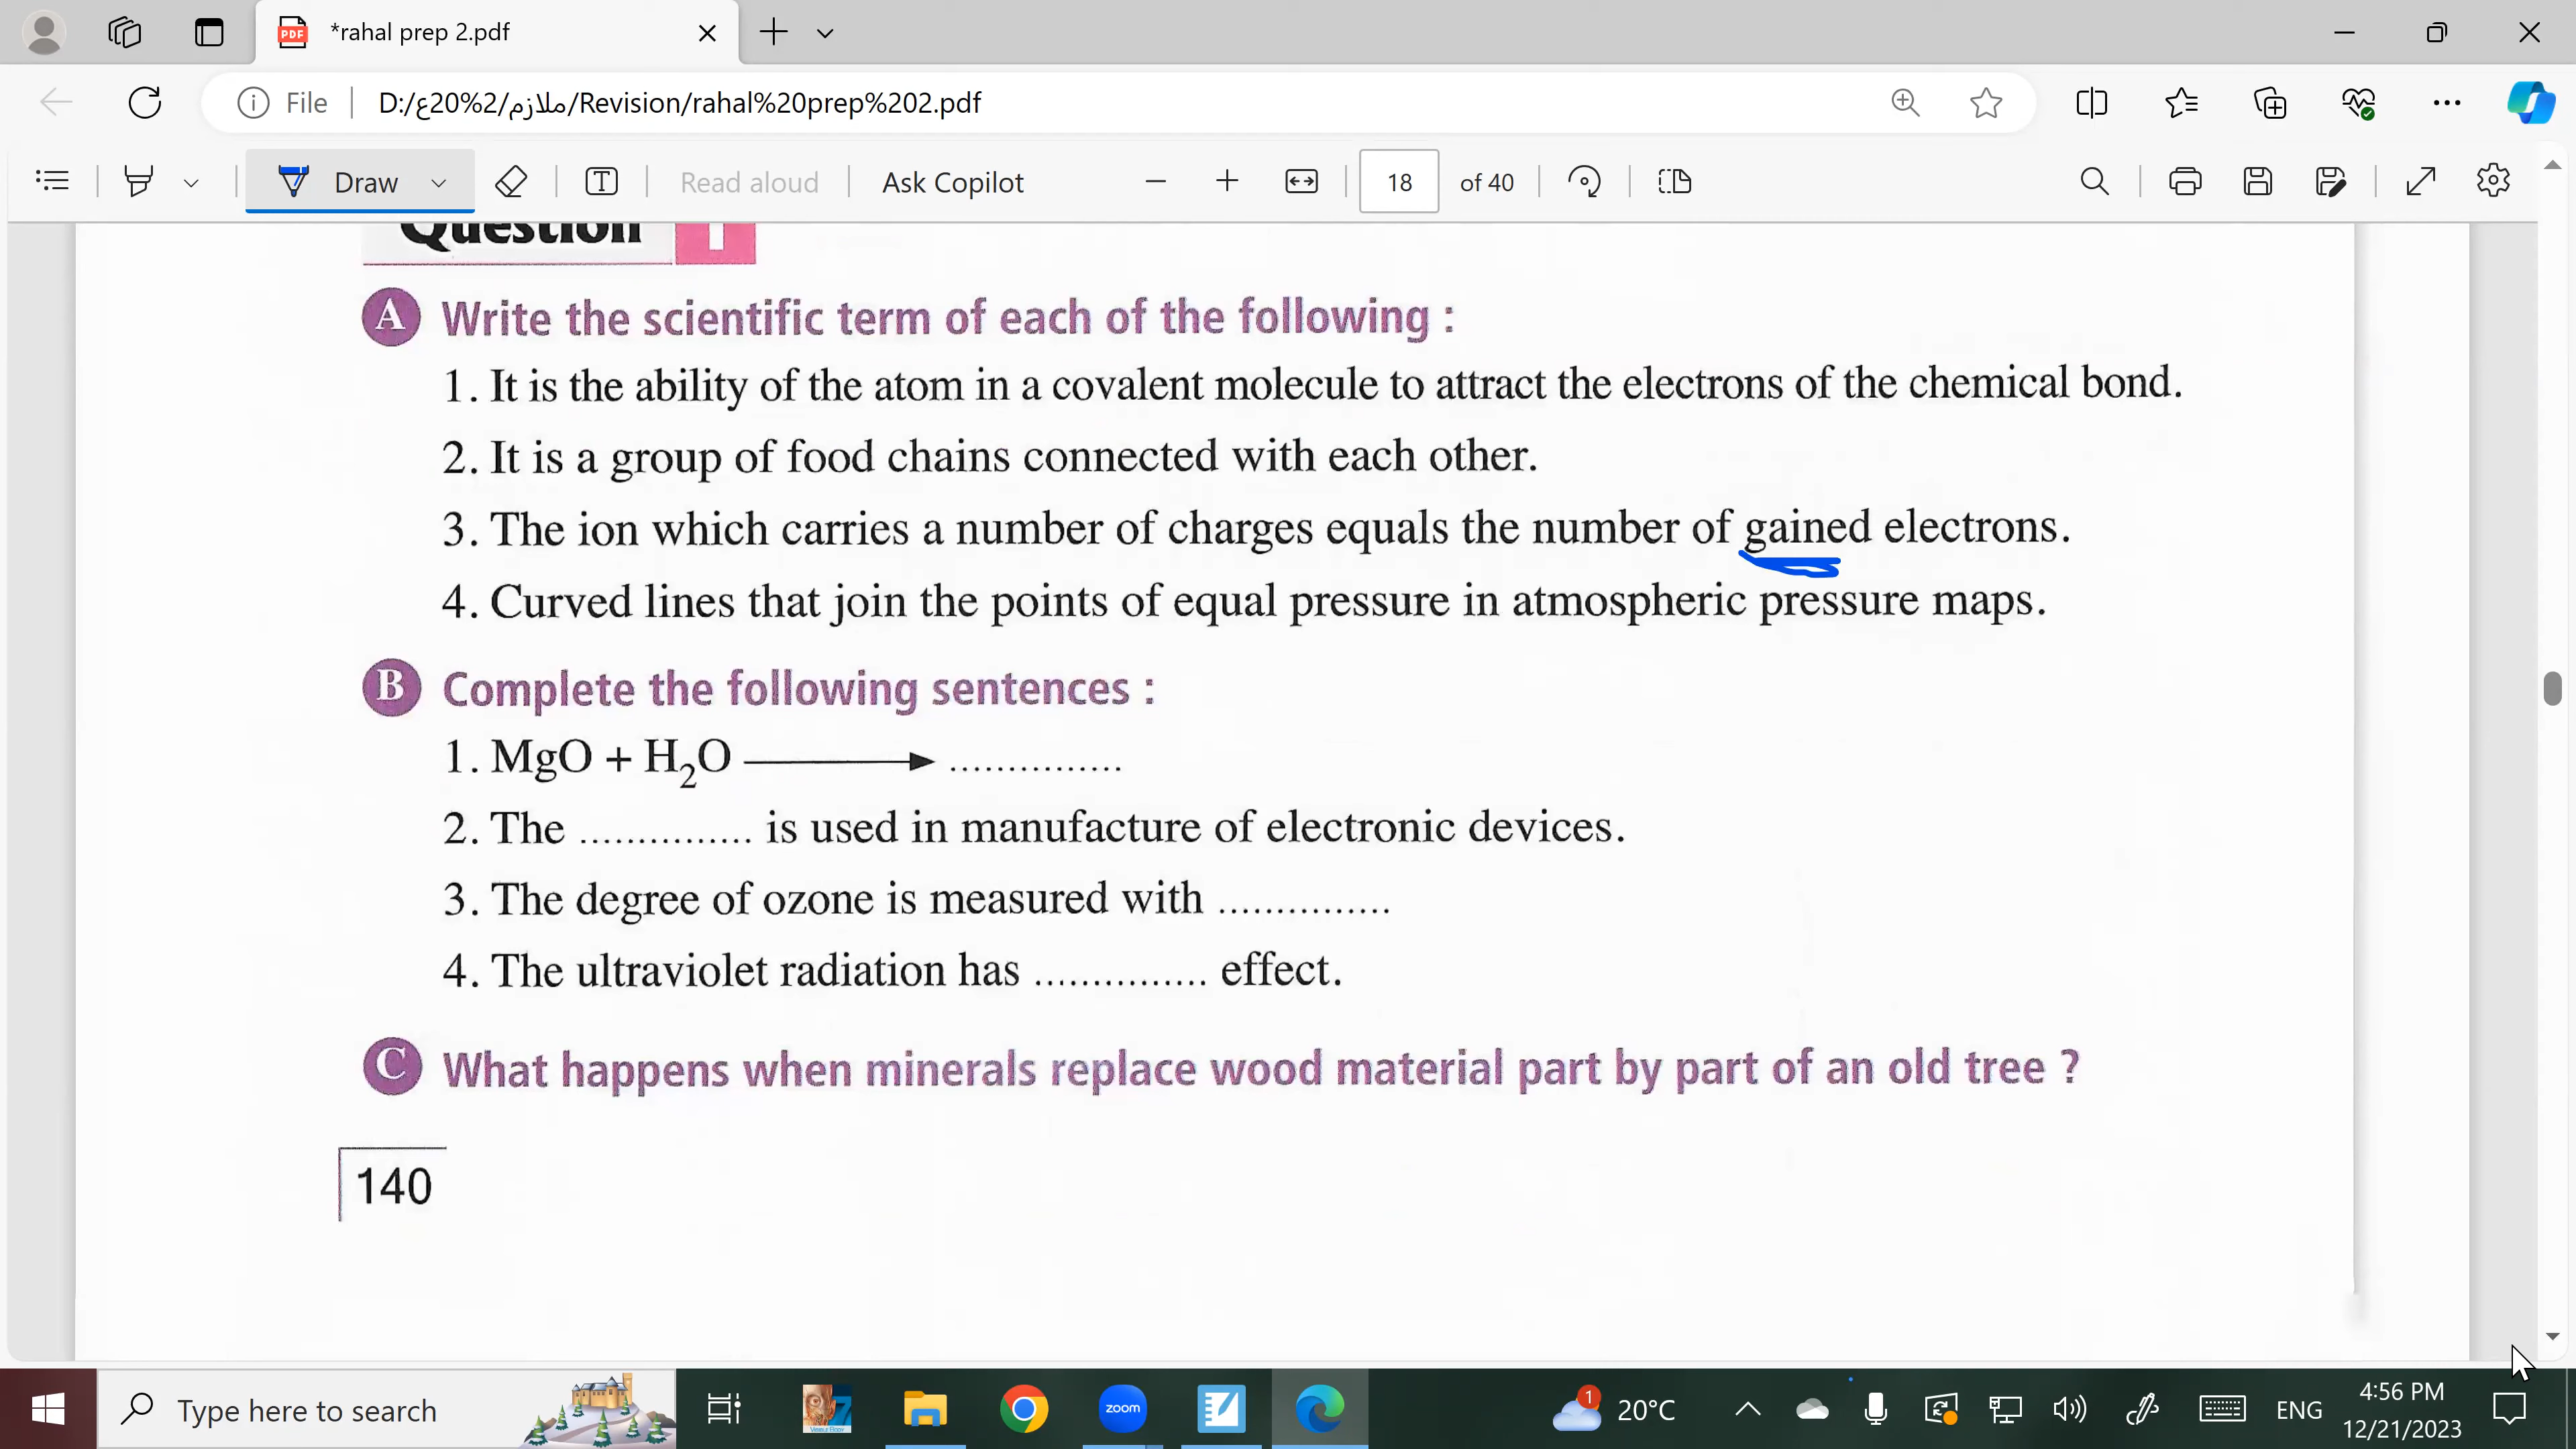 *rahal prep 2.pdf
File
D:/ملازم/2%20ع/Revision/rahal%20prep%202.pdf
Draw
Read aloud
Ask Copilot
18
of 40
Question 1
A Write the scientific term of each of the following :
1. It is the ability of the atom in a covalent molecule to attract the electrons of the chemical bond.
2. It is a group of food chains connected with each other.
3. The ion which carries a number of charges equals the number of gained electrons.
4. Curved lines that join the points of equal pressure in atmospheric pressure maps.
B Complete the following sentences :
1. MgO + H₂O ⟶ ...............
2. The ............... is used in manufacture of electronic devices.
3. The degree of ozone is measured with ...............
4. The ultraviolet radiation has ............... effect.
C What happens when minerals replace wood material part by part of an old tree ?
140
Type here to search
zoom
1
20°C
ENG
4:56 PM
12/21/2023